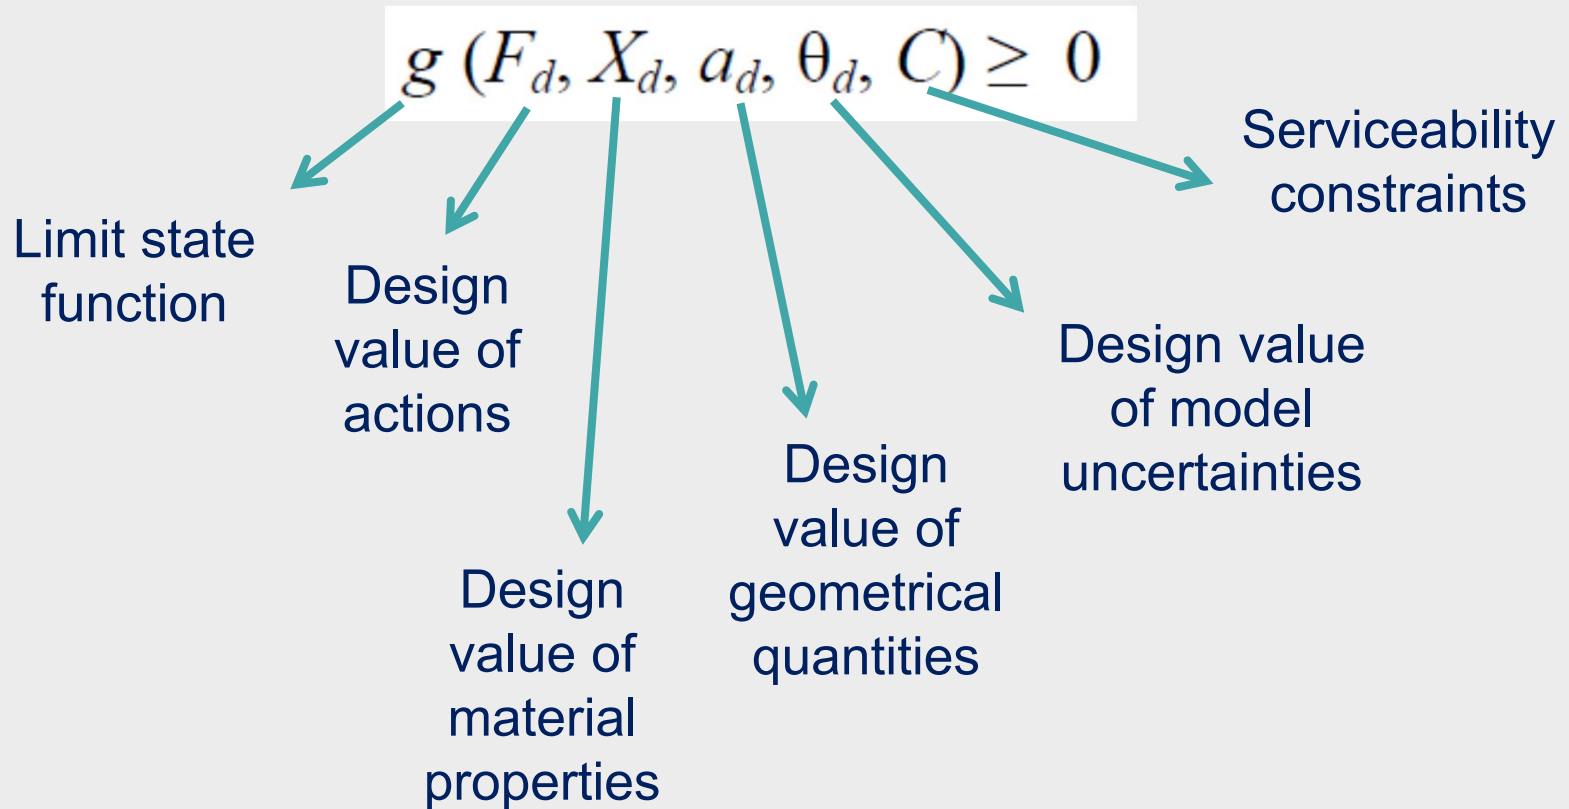 g (F_d, X_d, a_d, θ_d, C) ≥ 0
Limit state
function
Design
value of
actions
Design
value of
material
properties
Design
value of
geometrical
quantities
Design value
of model
uncertainties
Serviceability
constraints